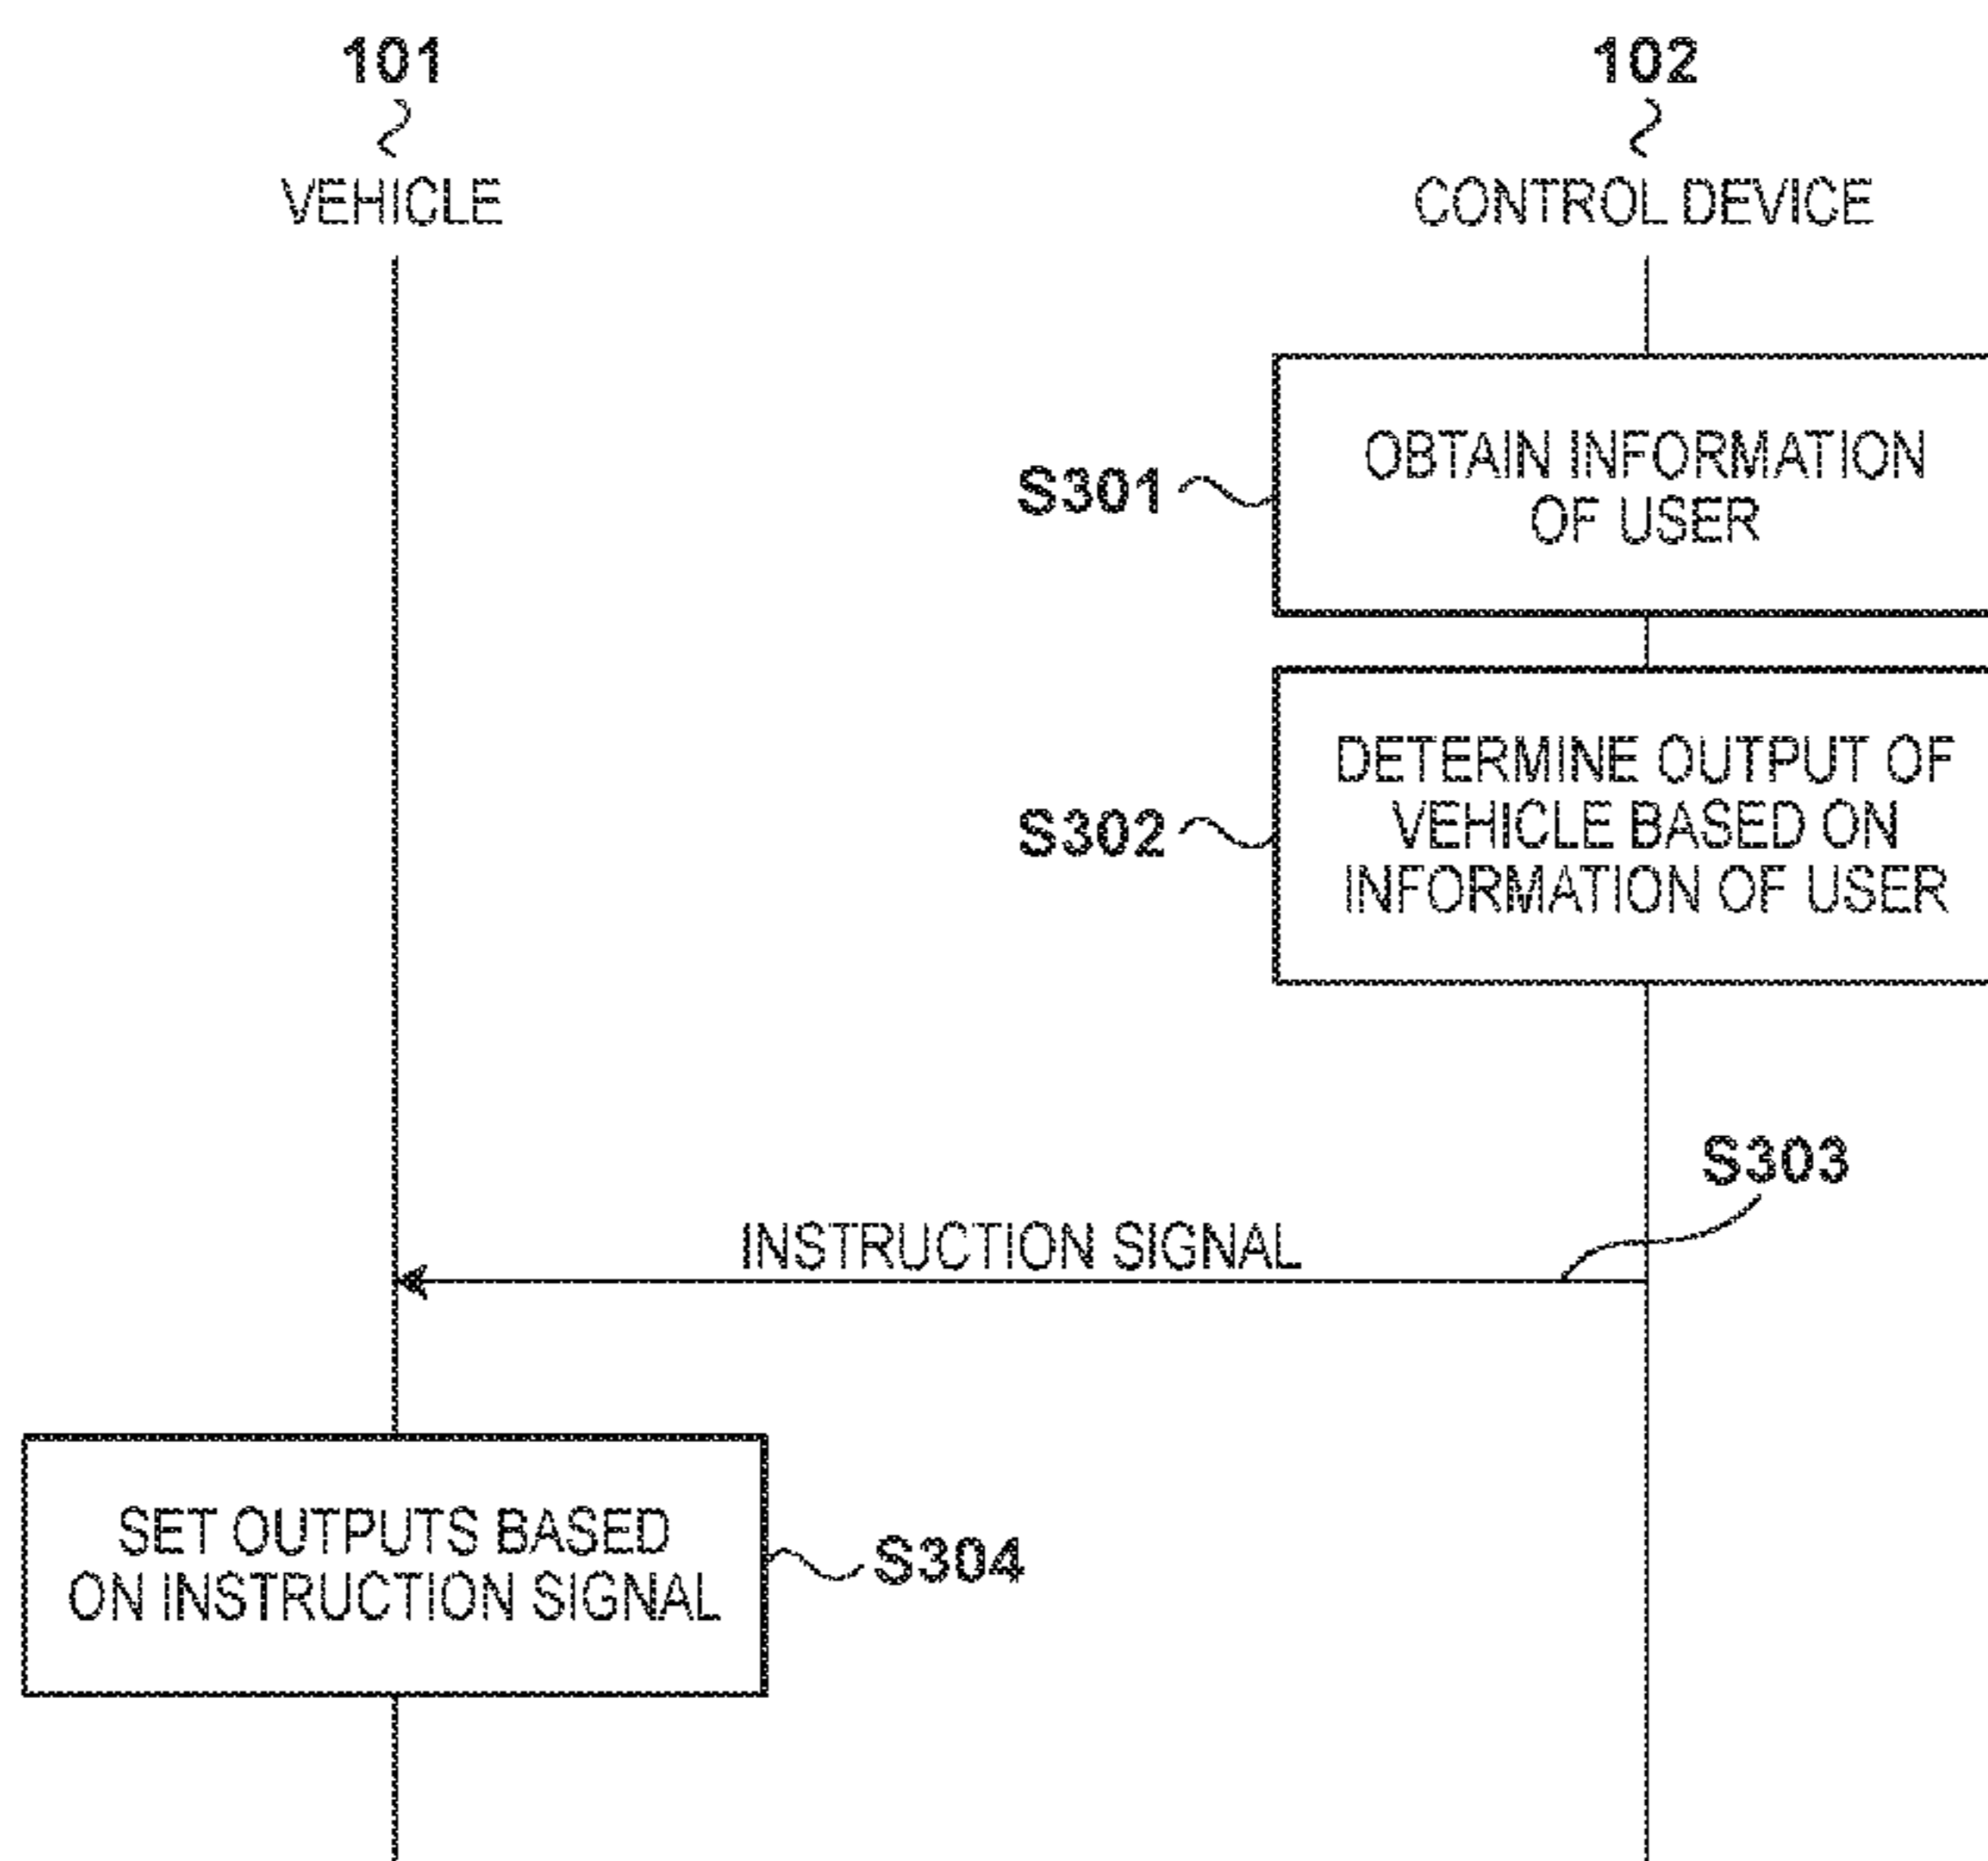 101
102
VEHICLE
CONTROL DEVICE
S301
OBTAIN INFORMATION
OF USER
S302
DETERMINE OUTPUT OF
VEHICLE BASED ON
INFORMATION OF USER
S303
INSTRUCTION SIGNAL
SET OUTPUTS BASED
ON INSTRUCTION SIGNAL
S304